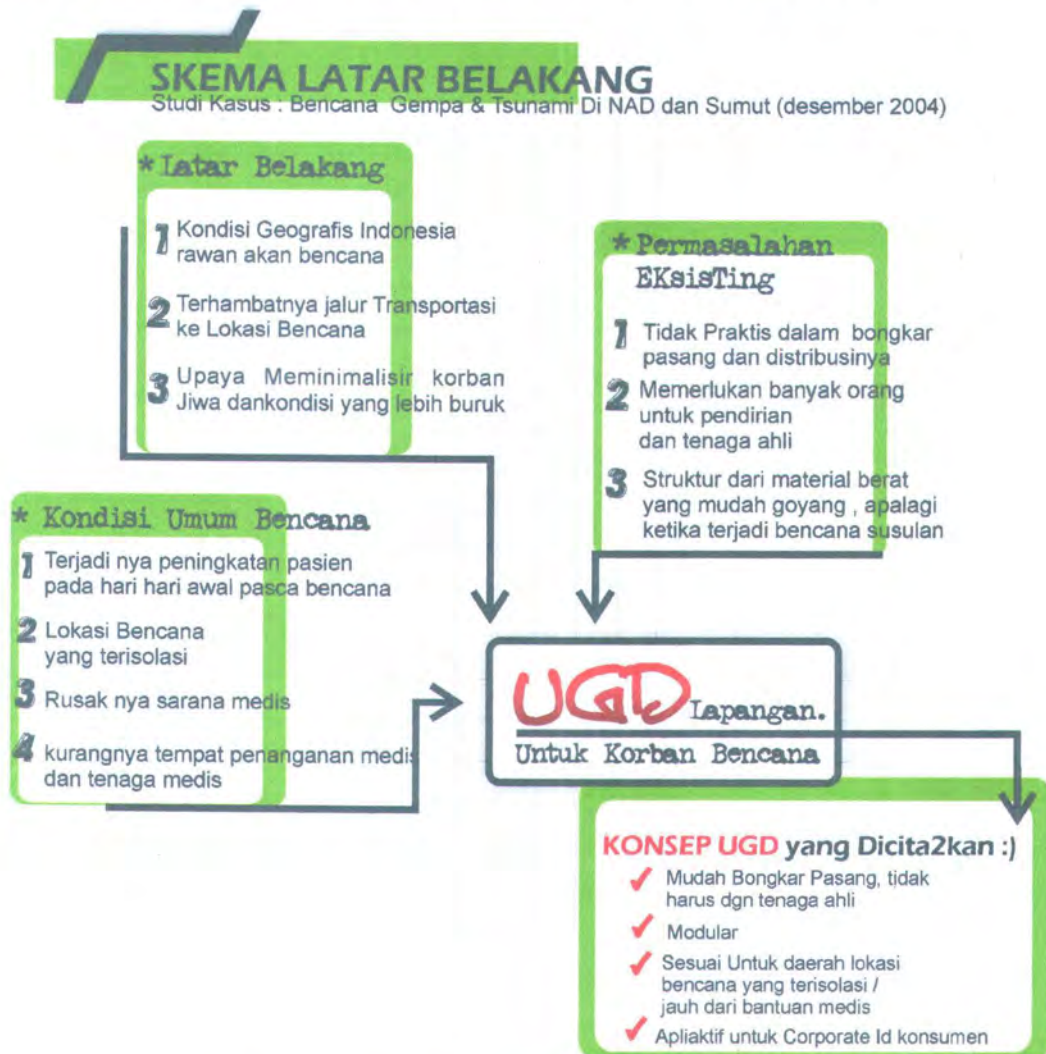 SKEMA LATAR BELAKANG
Studi Kasus : Bencana Gempa & Tsunami Di NAD dan Sumut (desember 2004)
* Latar Belakang
1 Kondisi Geografis Indonesia
rawan akan bencana
2 Terhambatnya jalur Transportasi
ke Lokasi Bencana
3 Upaya Meminimalisir korban
Jiwa dankondisi yang lebih buruk
* Permasalahan
EKsisTing
1 Tidak Praktis dalam bongkar
pasang dan distribusinya
2 Memerlukan banyak orang
untuk pendirian
dan tenaga ahli
3 Struktur dari material berat
yang mudah goyang , apalagi
ketika terjadi bencana susulan
* Kondisi Umum Bencana
1 Terjadi nya peningkatan pasien
pada hari hari awal pasca bencana
2 Lokasi Bencana
yang terisolasi
3 Rusak nya sarana medis
4 kurangnya tempat penanganan medis
dan tenaga medis
UGD Lapangan.
Untuk Korban Bencana
KONSEP UGD yang Dicita2kan :)
✓ Mudah Bongkar Pasang, tidak
harus dgn tenaga ahli
✓ Modular
✓ Sesuai Untuk daerah lokasi
bencana yang terisolasi /
jauh dari bantuan medis
✓ Apliaktif untuk Corporate Id konsumen